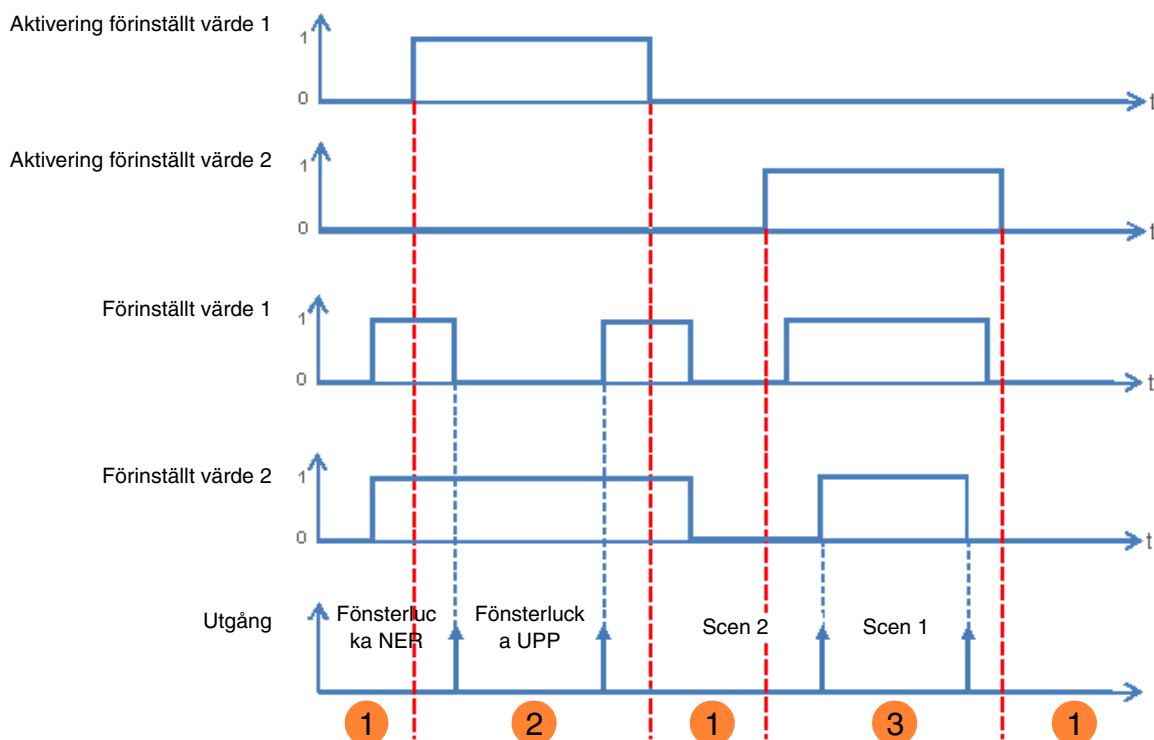 Aktivering förinställt värde 1
1
0
t
Aktivering förinställt värde 2
1
0
t
Förinställt värde 1
1
0
t
Förinställt värde 2
1
0
t
Utgång
Fönsterluc
ka NER
Fönsterluck
a UPP
Scen 2
Scen 1
1
2
1
3
1